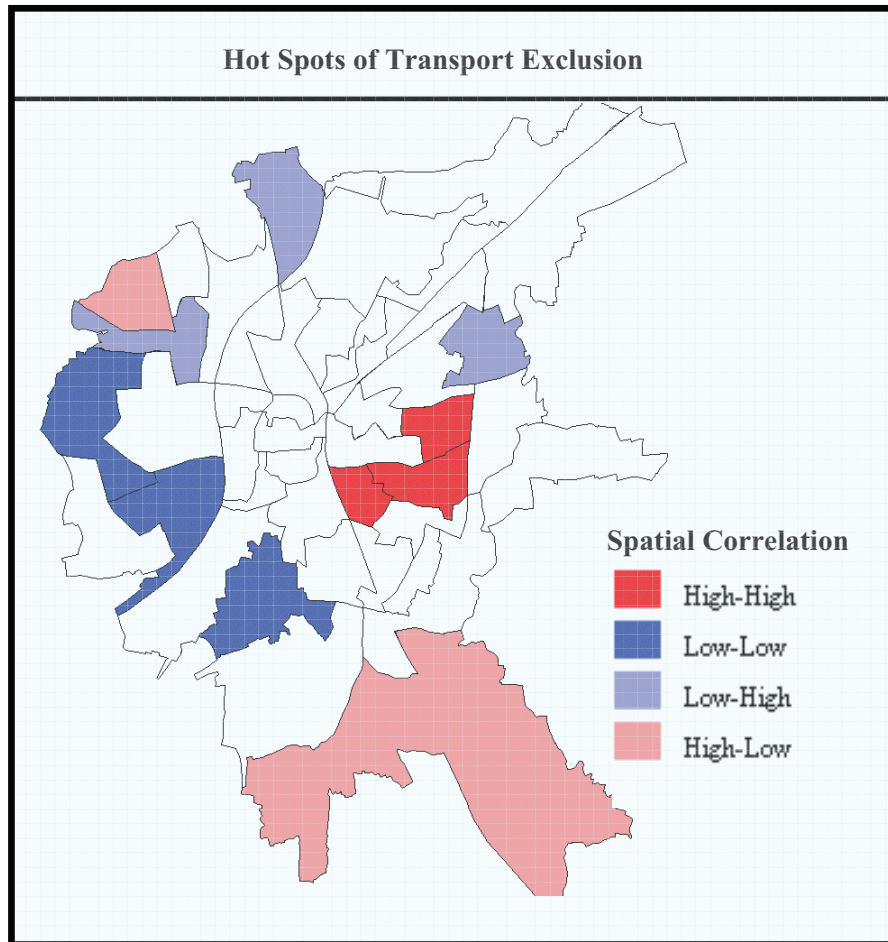 Hot Spots of Transport Exclusion
Spatial Correlation
High-High
Low-Low
Low-High
High-Low